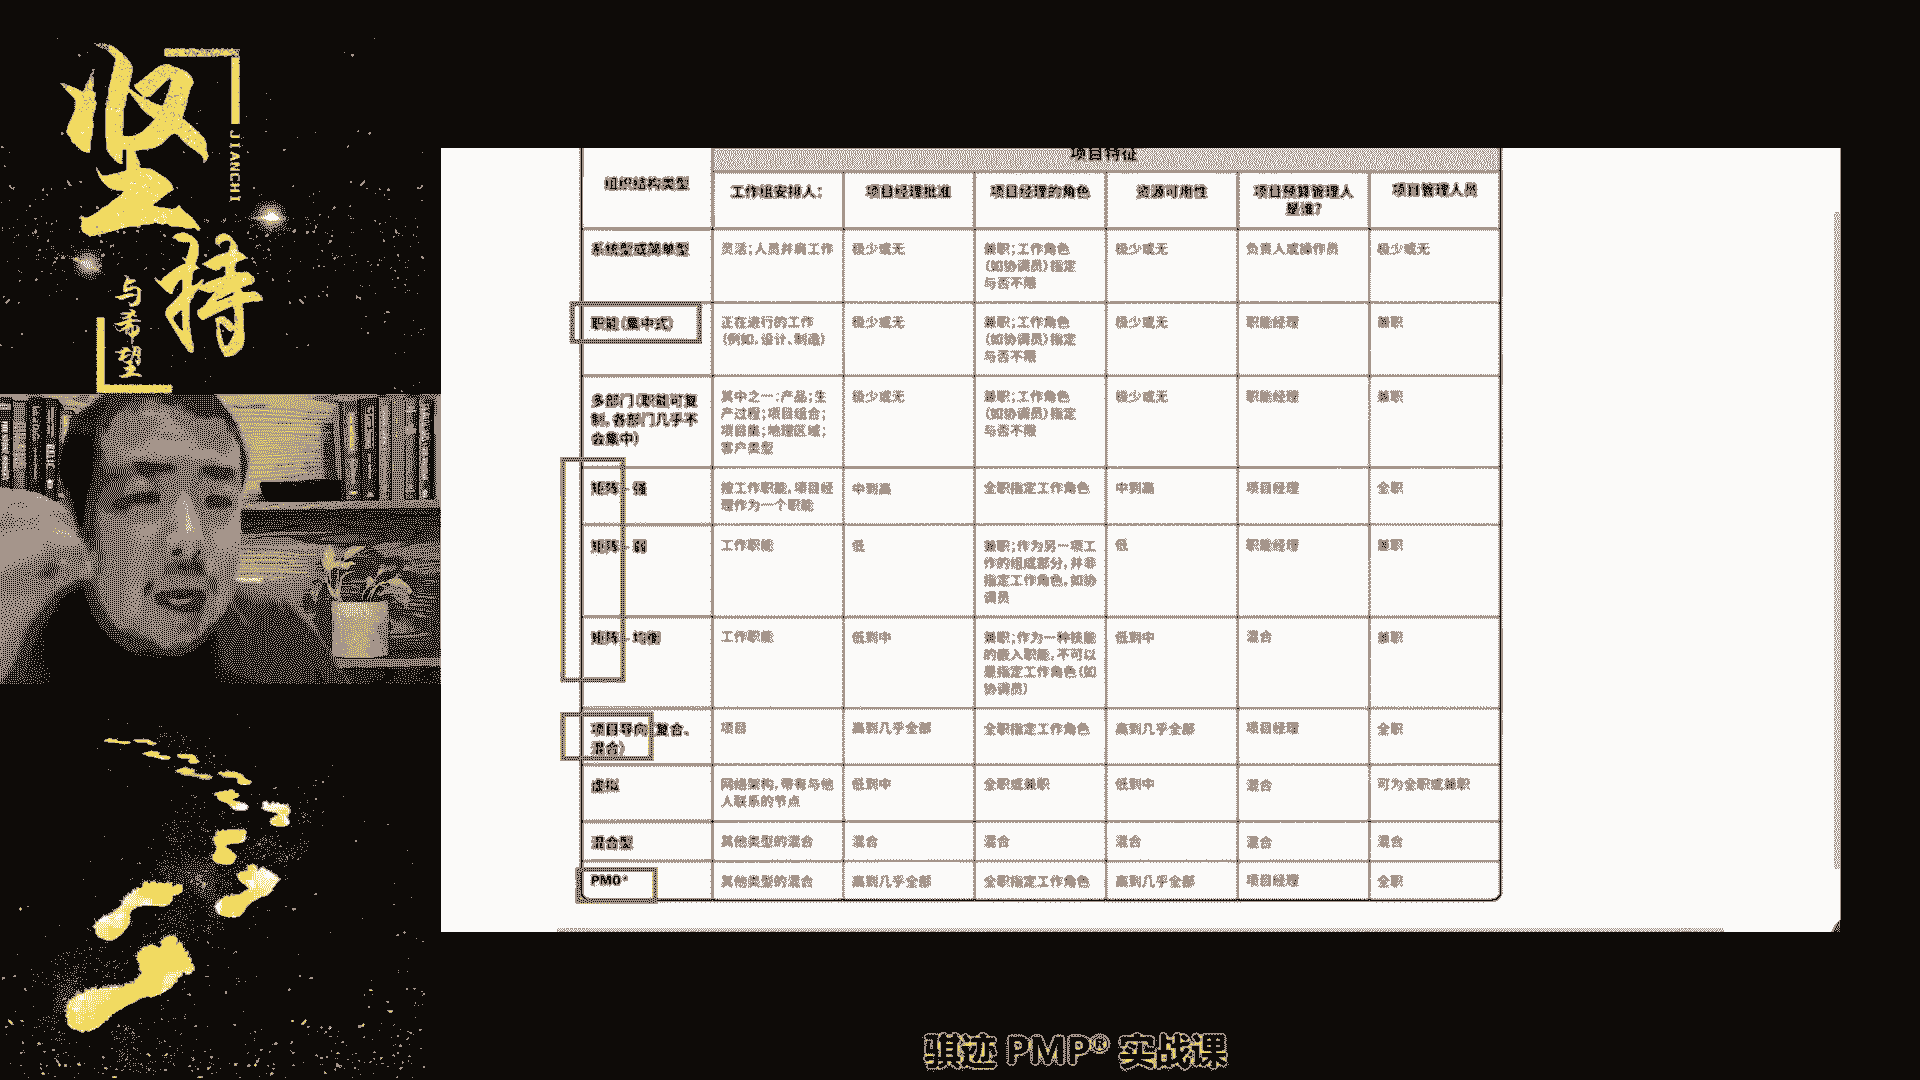 坚
持
JIANCHI
与希望
项目特征
组织结构类型
工作组安排人：
项目经理批准
项目经理的角色
资源可用性
项目预算管理人
是谁？
项目管理人员
系统型或简单型
灵活；人员并肩工作
极少或无
兼职；工作角色
（如协调员）指定
与否不限
极少或无
负责人或操作员
极少或无
职能（集中式）
正在进行的工作
（例如，设计、制造）
极少或无
兼职；工作角色
（如协调员）指定
与否不限
极少或无
职能经理
兼职
多部门（职能可复
制，各部门几乎不
会集中）
其中之一：产品；生
产过程；项目组合；
项目集；地理区域；
客户类型
极少或无
兼职；工作角色
（如协调员）指定
与否不限
极少或无
职能经理
兼职
矩阵 - 强
按工作职能，项目经
理作为一个职能
中到高
全职指定工作角色
中到高
项目经理
全职
矩阵 - 弱
工作职能
低
兼职；作为另一项工
作的组成部分，并非
指定工作角色，如协
调员
低
职能经理
兼职
矩阵 - 均衡
工作职能
低到中
兼职；作为一种技能
的嵌入职能，不可以
是指定工作角色（如
协调员）
低到中
混合
兼职
项目导向（复合、
混合）
项目
高到几乎全部
全职指定工作角色
高到几乎全部
项目经理
全职
虚拟
网络架构，带有与他
人联系的节点
低到中
全职或兼职
低到中
混合
可为全职或兼职
混合型
其他类型的混合
混合
混合
混合
混合
混合
PMO*
其他类型的混合
高到几乎全部
全职指定工作角色
高到几乎全部
项目经理
全职
骐迹 PMP® 实战课